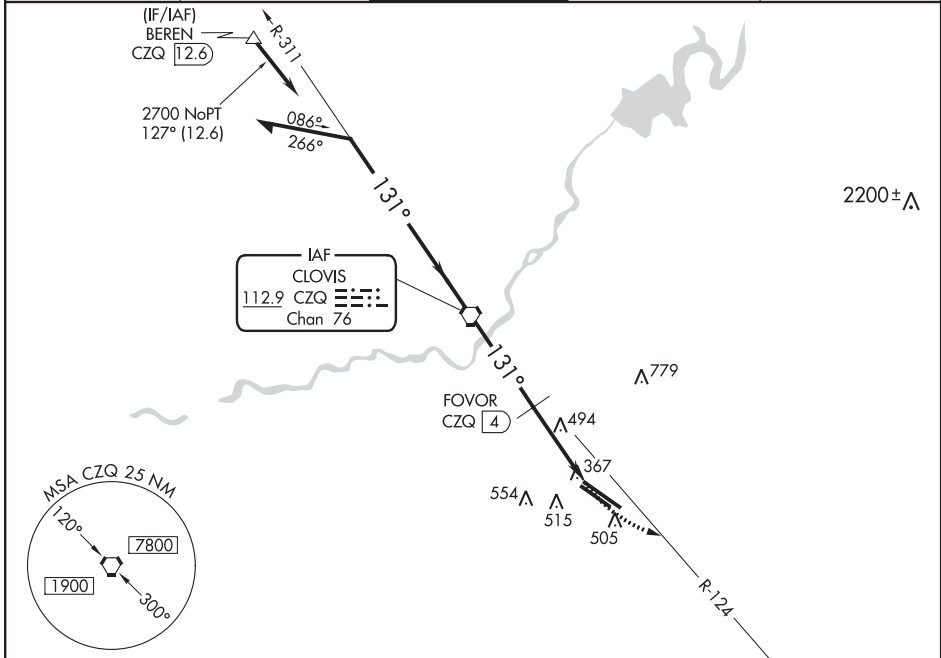 (IF/IAF)
BEREN
CZQ 12.6
R-311
2700 NoPT
127° (12.6)
086°
266°
131°
2200±
IAF
CLOVIS
112.9 CZQ
Chan 76
131°
779
FOVOR
CZQ 4
494
367
554
515
505
MSA CZQ 25 NM
120°
7800
1900
300°
R-124